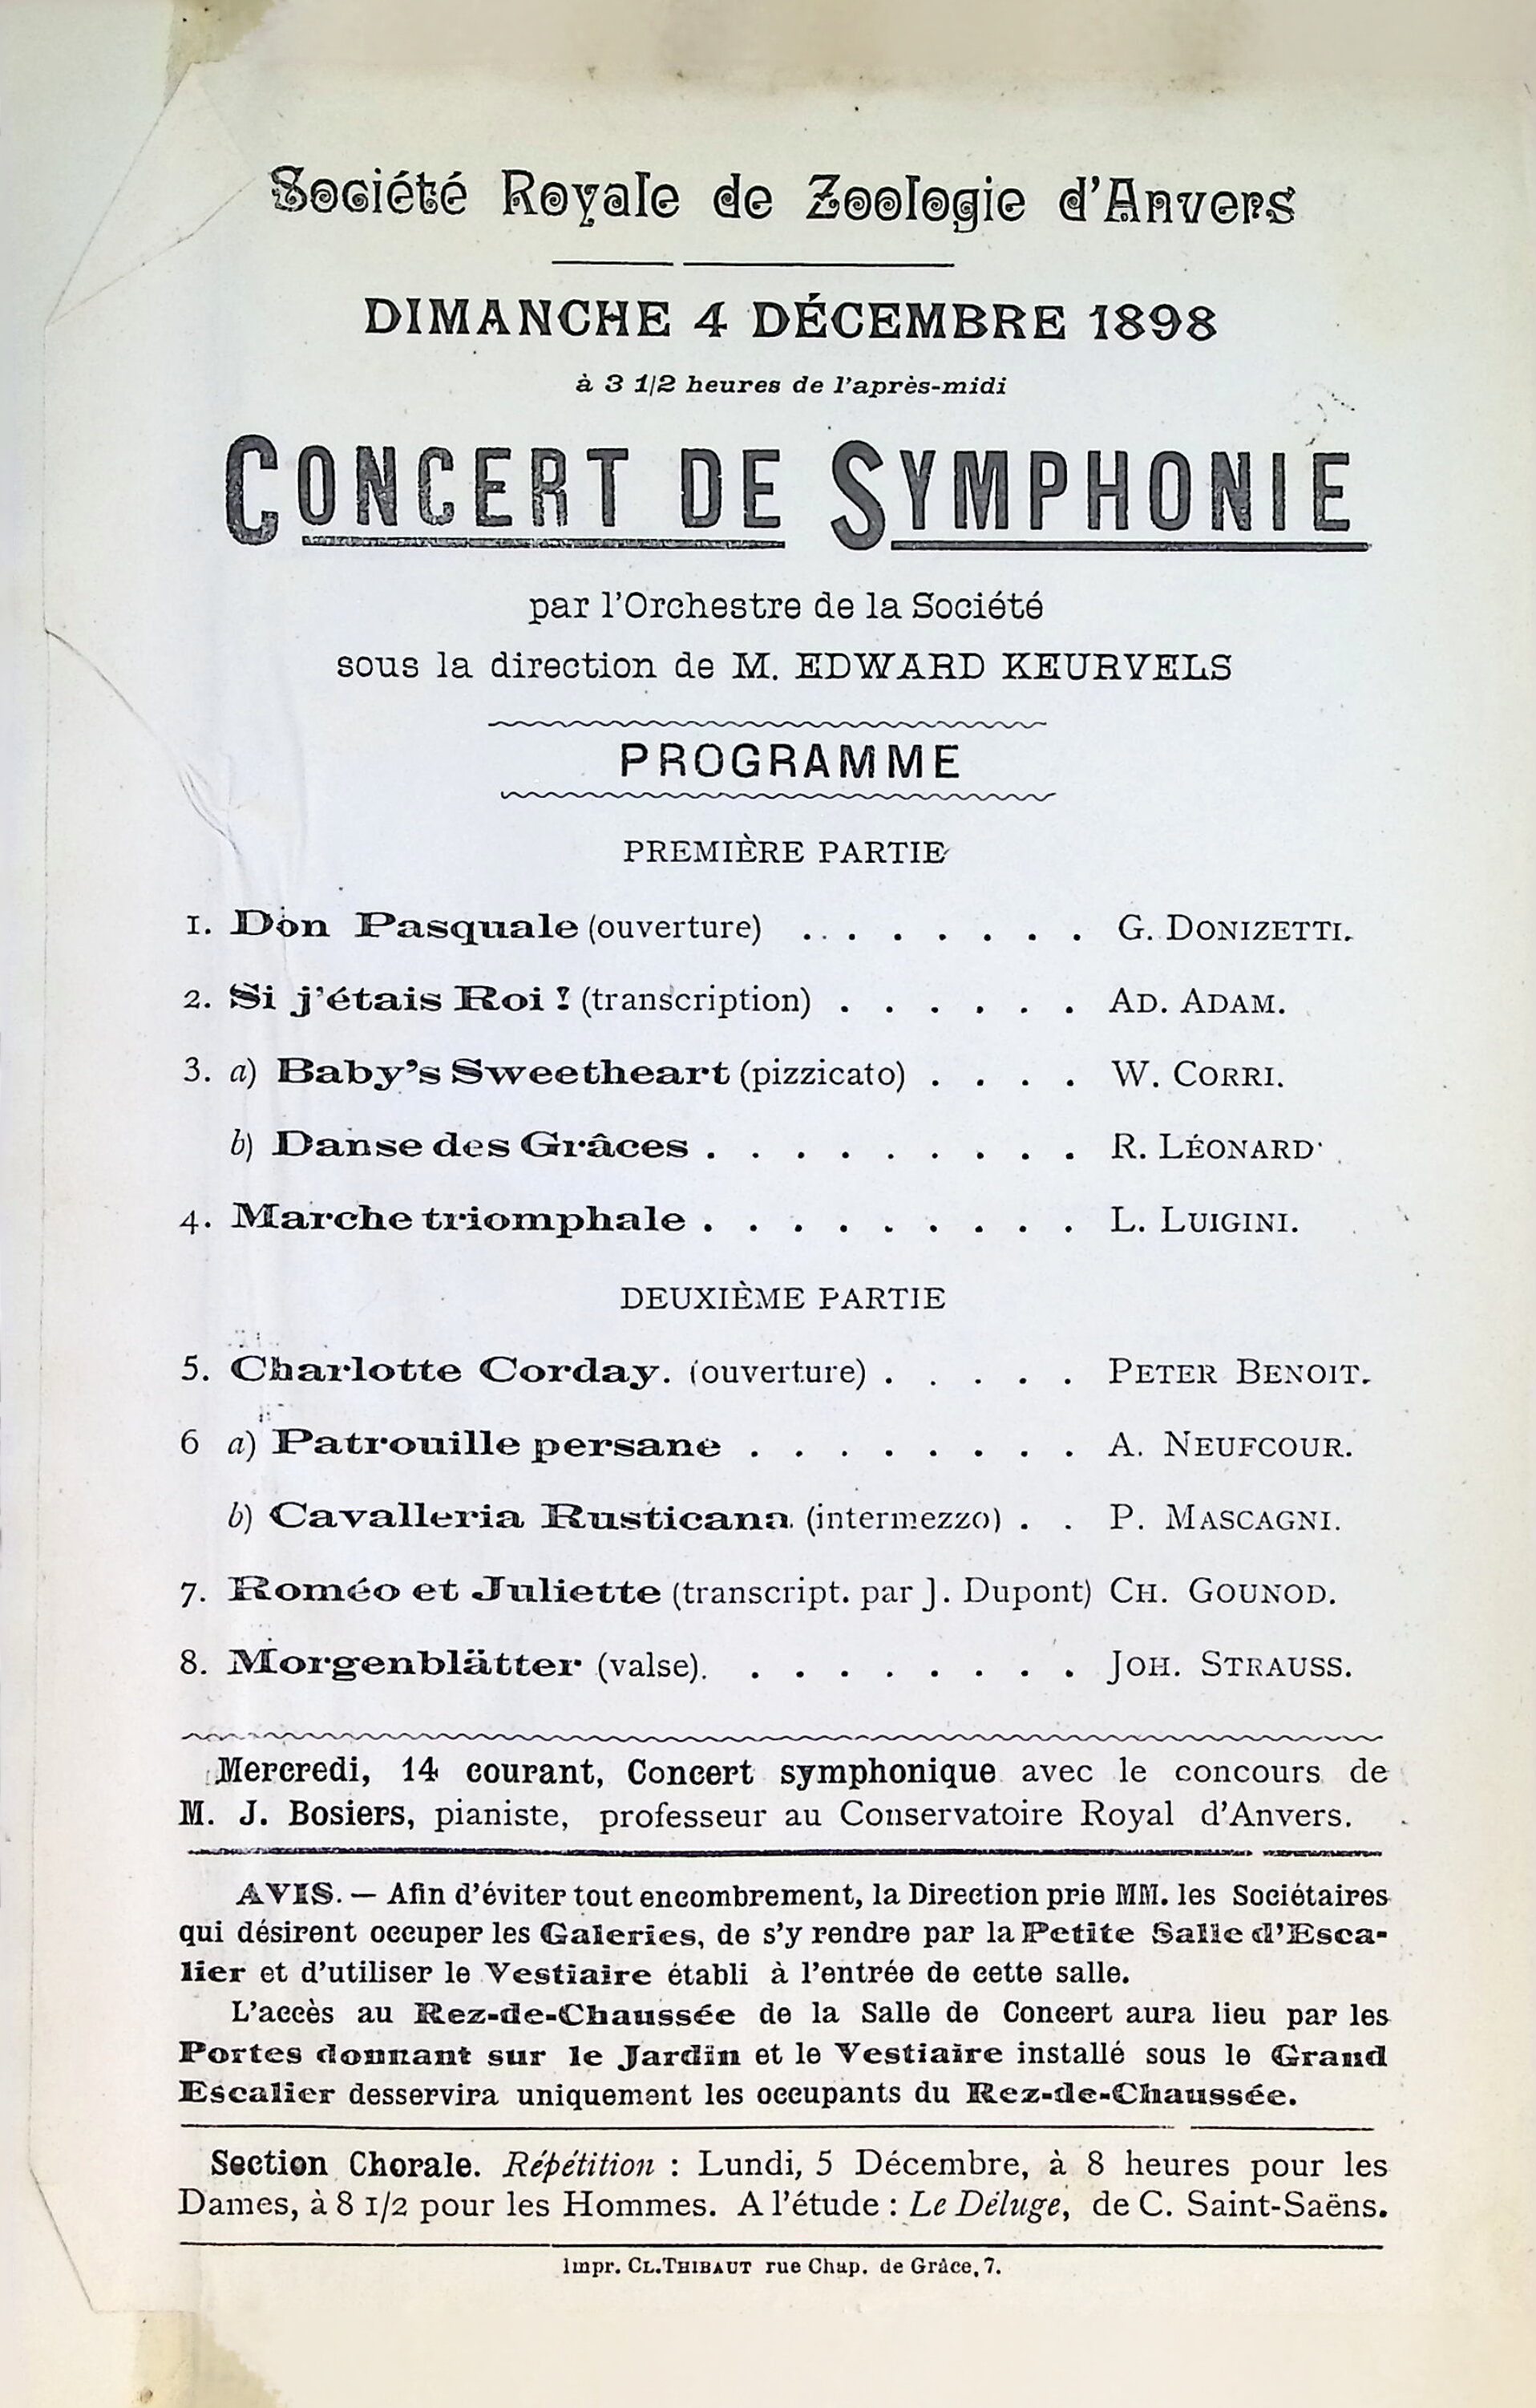 Société Royale de Zoologie d'Anvers
DIMANCHE 4 DÉCEMBRE 1898
à 3 1/2 heures de l'après-midi
CONCERT DE SYMPHONIE
par l'Orchestre de la Société
sous la direction de M. EDWARD KEURVELS
PROGRAMME
PREMIÈRE PARTIE
1. Don Pasquale (ouverture) . . . . . . . . G. DONIZETTI.
2. Si j'étais Roi ! (transcription) . . . . . . AD. ADAM.
3. a) Baby's Sweetheart (pizzicato) . . . . W. CORRI.
b) Danse des Grâces . . . . . . . . . R. LÉONARD.
4. Marche triomphale . . . . . . . . . L. LUIGINI.
DEUXIÈME PARTIE
5. Charlotte Corday. (ouverture) . . . . . PETER BENOIT.
6 a) Patrouille persane . . . . . . . . A. NEUFCOUR.
b) Cavalleria Rusticana. (intermezzo) . . P. MASCAGNI.
7. Roméo et Juliette (transcript. par J. Dupont) CH. GOUNOD.
8. Morgenblätter (valse). . . . . . . . . JOH. STRAUSS.
Mercredi, 14 courant, Concert symphonique avec le concours de
M. J. Bosiers, pianiste, professeur au Conservatoire Royal d'Anvers.
AVIS. — Afin d'éviter tout encombrement, la Direction prie MM. les Sociétaires
qui désirent occuper les Galeries, de s'y rendre par la Petite Salle d'Esca-
lier et d'utiliser le Vestiaire établi à l'entrée de cette salle.
L'accès au Rez-de-Chaussée de la Salle de Concert aura lieu par les
Portes donnant sur le Jardin et le Vestiaire installé sous le Grand
Escalier desservira uniquement les occupants du Rez-de-Chaussée.
Section Chorale. Répétition : Lundi, 5 Décembre, à 8 heures pour les
Dames, à 8 1/2 pour les Hommes. A l'étude : Le Déluge, de C. Saint-Saëns.
Impr. CL. THIBAUT rue Chap. de Grâce, 7.